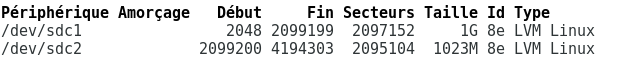 Périphérique Amorçage   Début     Fin Secteurs Taille Id Type
/dev/sdc1                2048 2099199  2097152     1G 8e LVM Linux
/dev/sdc2             2099200 4194303  2095104  1023M 8e LVM Linux